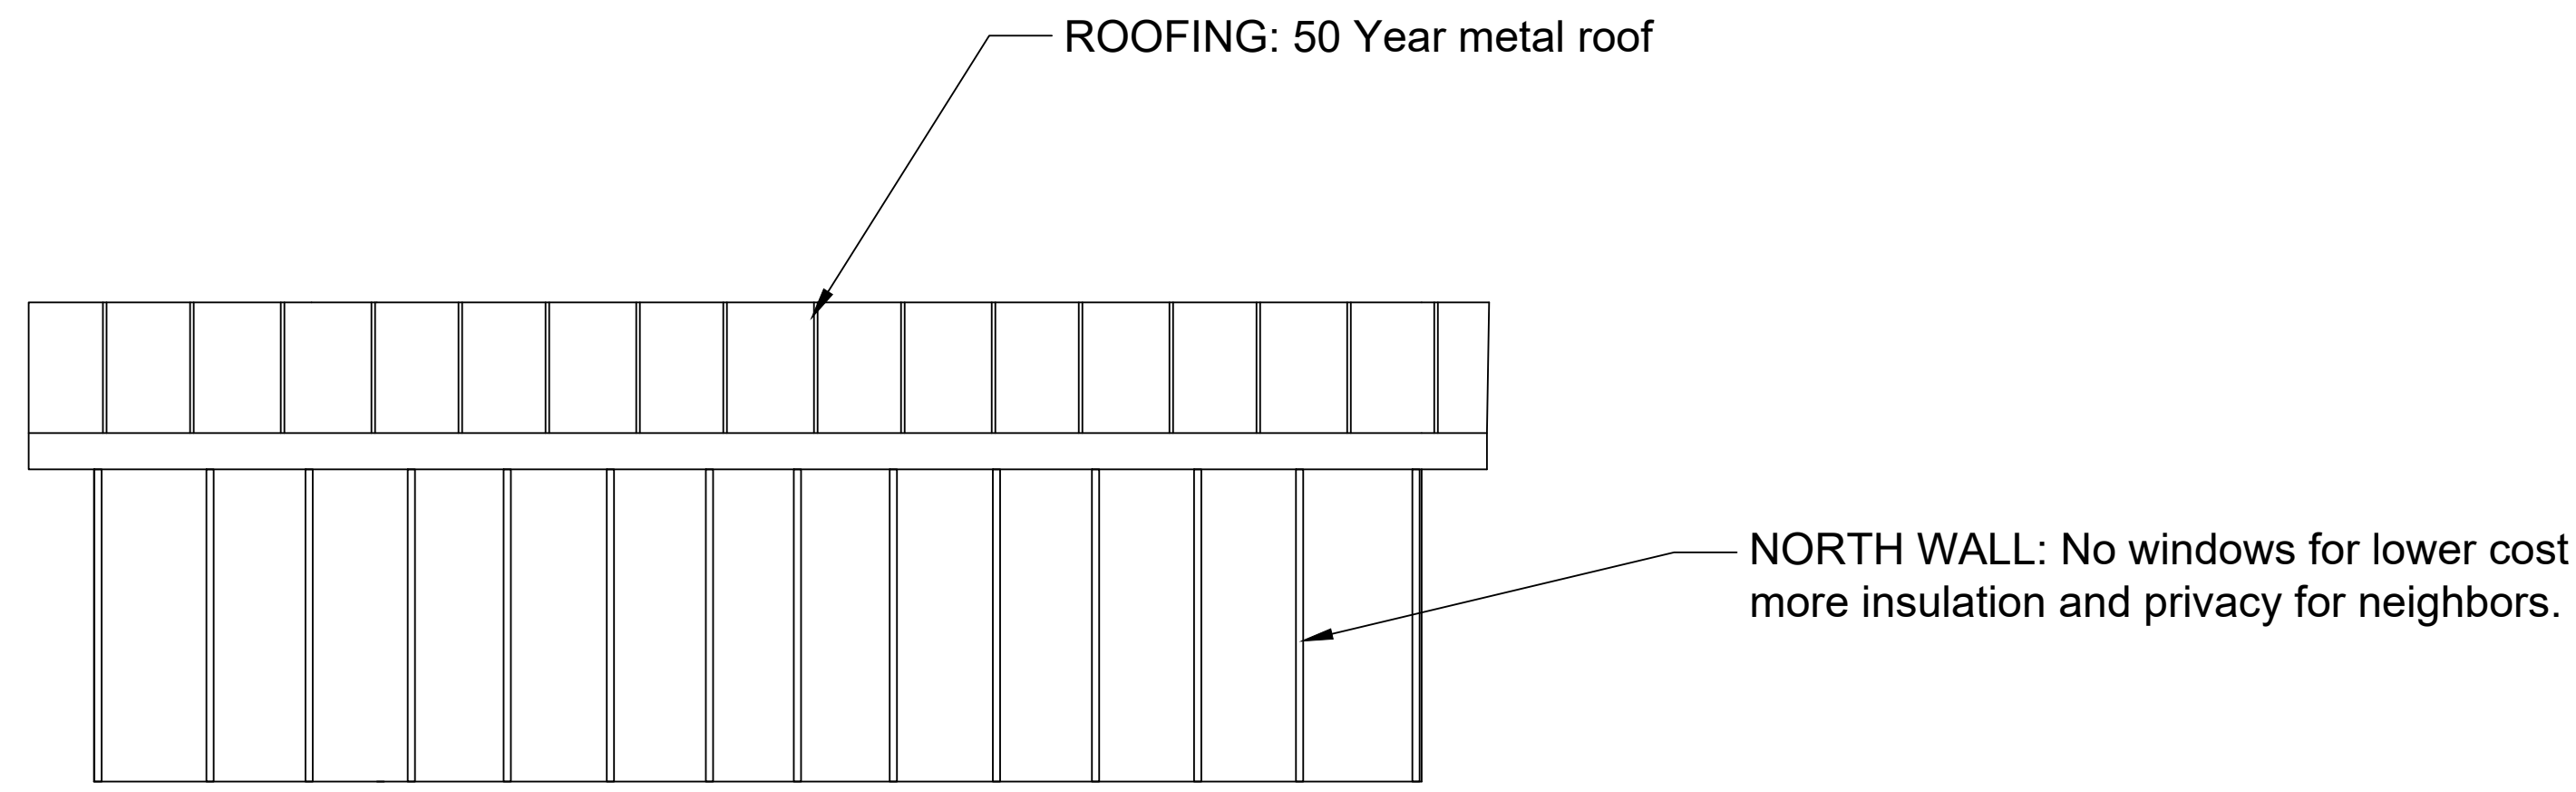 ROOFING: 50 Year metal roof
NORTH WALL: No windows for lower cost
more insulation and privacy for neighbors.